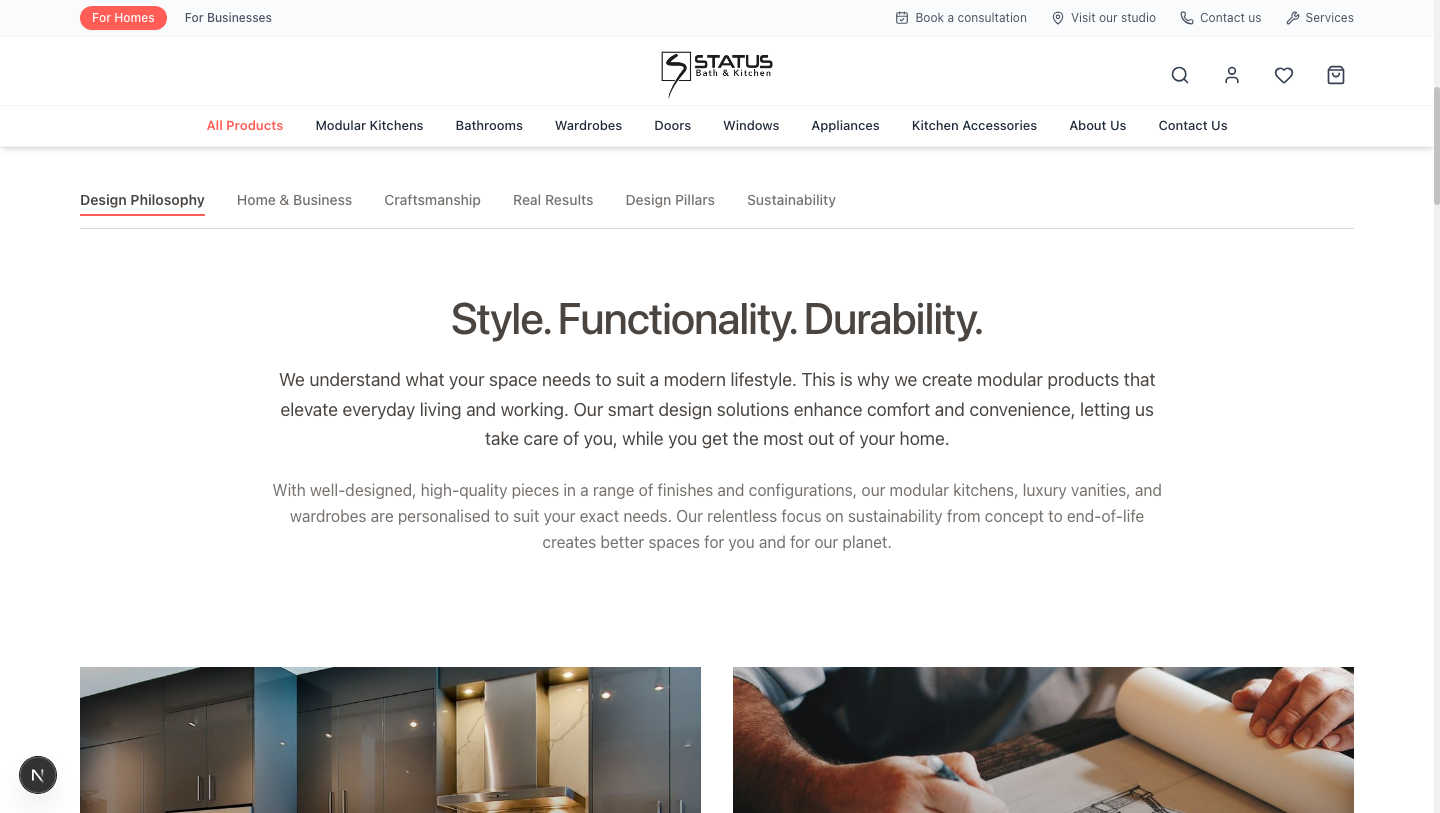 For Homes
For Businesses
Book a consultation
Visit our studio
Contact us
Services
STATUS
Bath & Kitchen
All Products
Modular Kitchens
Bathrooms
Wardrobes
Doors
Windows
Appliances
Kitchen Accessories
About Us
Contact Us
Design Philosophy
Home & Business
Craftsmanship
Real Results
Design Pillars
Sustainability
Style. Functionality. Durability.
We understand what your space needs to suit a modern lifestyle. This is why we create modular products that
elevate everyday living and working. Our smart design solutions enhance comfort and convenience, letting us
take care of you, while you get the most out of your home.
With well-designed, high-quality pieces in a range of finishes and configurations, our modular kitchens, luxury vanities, and
wardrobes are personalised to suit your exact needs. Our relentless focus on sustainability from concept to end-of-life
creates better spaces for you and for our planet.
N